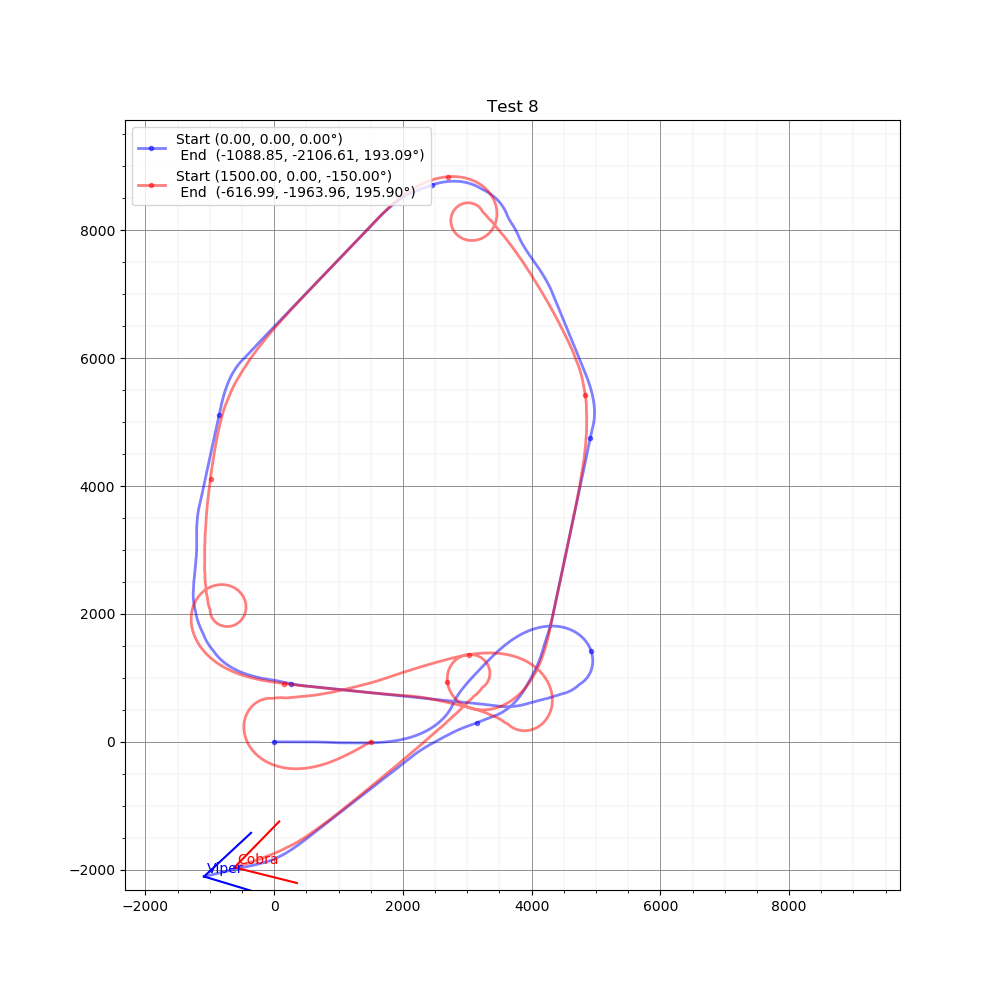 Test 8
Start (0.00, 0.00, 0.00°)
End (-1088.85, -2106.61, 193.09°)
Start (1500.00, 0.00, -150.00°)
End (-616.99, -1963.96, 195.90°)
8000
6000
4000
2000
0
−2000
Cobra
Viper
−2000 0 2000 4000 6000 8000